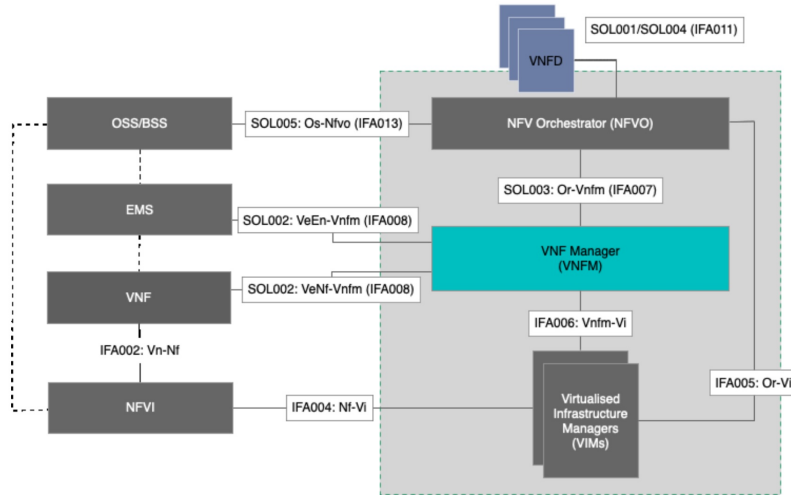 SOL001/SOL004 (IFA011)
VNFD
OSS/BSS
SOL005: Os-Nfvo (IFA013)
NFV Orchestrator (NFVO)
SOL003: Or-Vnfm (IFA007)
EMS
SOL002: VeEn-Vnfm (IFA008)
VNF Manager
(VNFM)
VNF
SOL002: VeNf-Vnfm (IFA008)
IFA006: Vnfm-Vi
IFA002: Vn-Nf
IFA005: Or-Vi
NFVI
IFA004: Nf-Vi
Virtualised
Infrastructure
Managers
(VIMs)